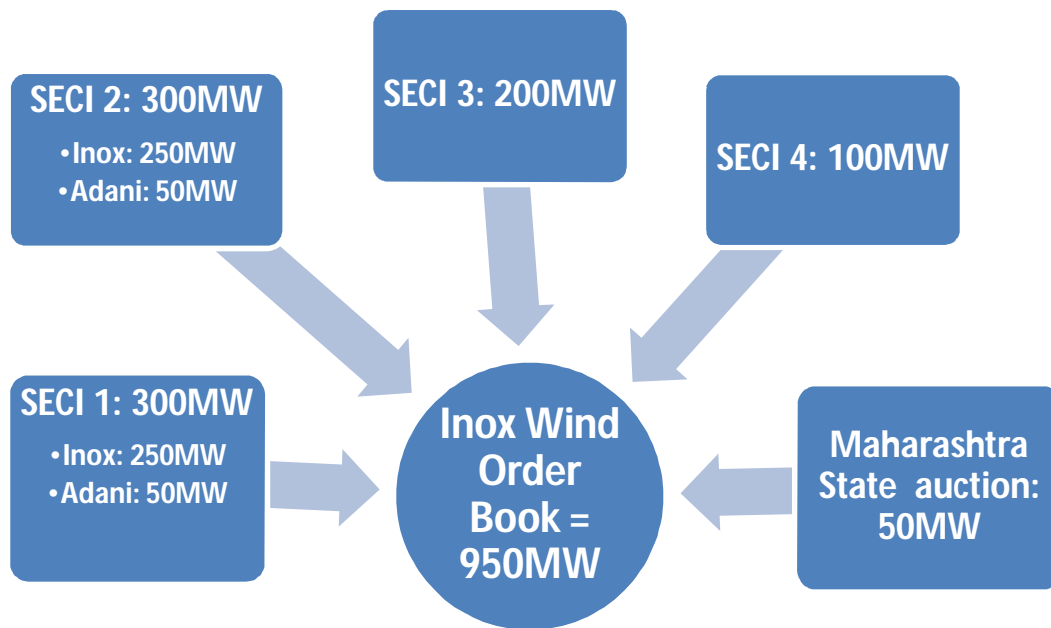 SECI 2: 300MW
•Inox: 250MW
•Adani: 50MW
SECI 3: 200MW
SECI 4: 100MW
SECI 1: 300MW
•Inox: 250MW
•Adani: 50MW
Inox Wind
Order
Book =
950MW
Maharashtra
State auction:
50MW